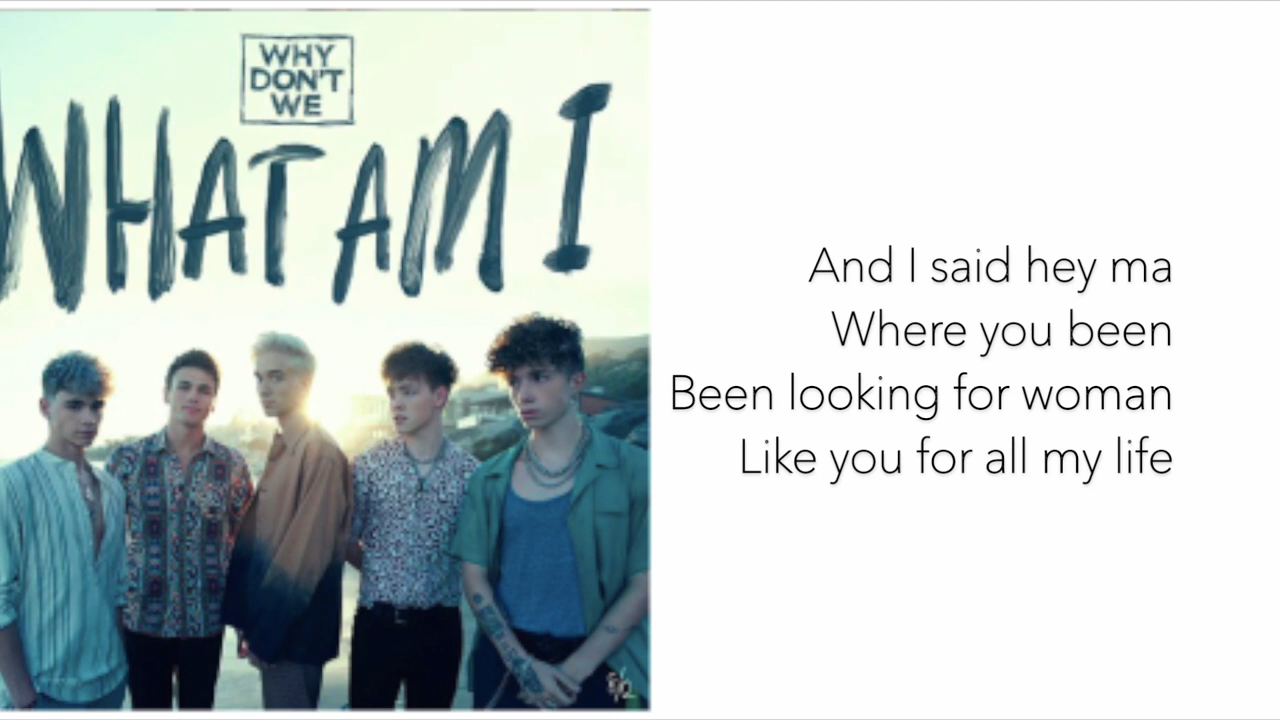 WHY
DON'T
WE
WHAT AM I
And I said hey ma
Where you been
Been looking for woman
Like you for all my life